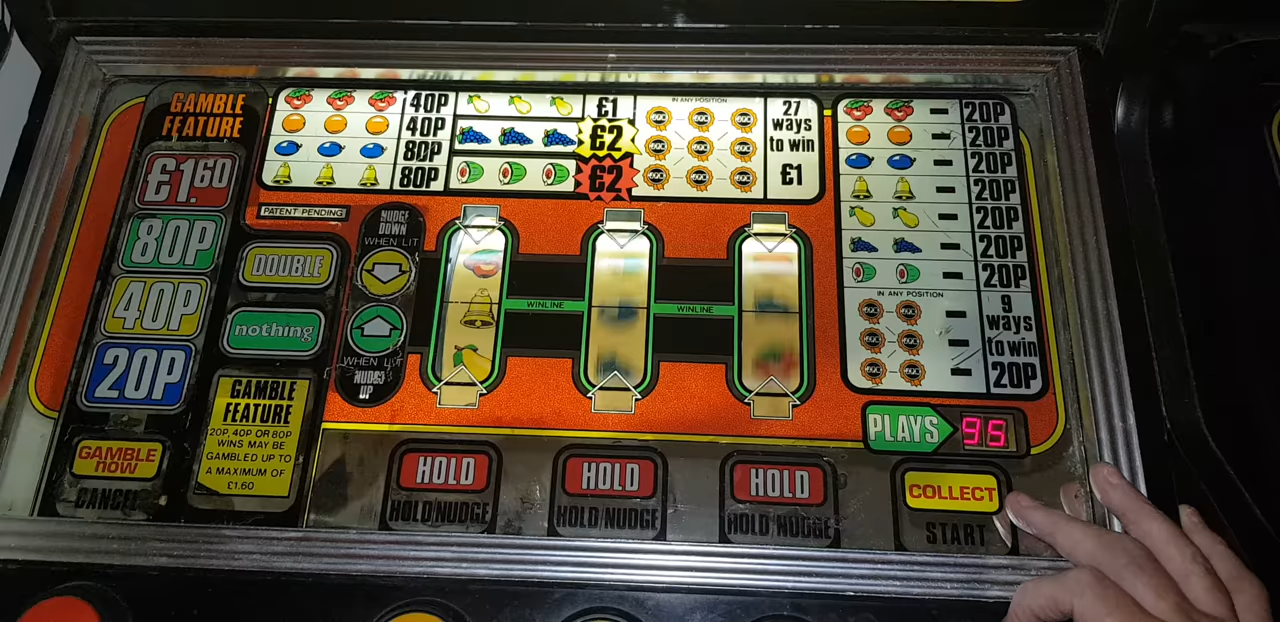 GAMBLE
FEATURE
£1.60
80P
40P
20P
GAMBLE
NOW
CANCEL
PATENT PENDING
DOUBLE
nothing
GAMBLE
FEATURE
20P, 40P OR 80P
WINS MAY BE
GAMBLED UP TO
A MAXIMUM OF
£1.60
NUDGE
DOWN
WHEN LIT
WHEN LIT
NUDGE
UP
40P
40P
80P
80P
£1
£2
£2
IN ANY POSITION
27
ways
to win
£1
WINLINE
WINLINE
20P
20P
20P
20P
20P
20P
20P
IN ANY POSITION
9
ways
to win
20P
PLAYS
95
HOLD
HOLD/NUDGE
HOLD
HOLD/NUDGE
HOLD
HOLD/NUDGE
COLLECT
START